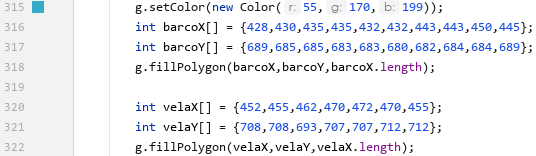 315 g.setColor(new Color( r: 55, g: 170, b: 199));
316 int barcoX[] = {428,430,435,435,432,432,443,443,450,445};
317 int barcoY[] = {689,685,685,683,683,680,682,684,684,689};
318 g.fillPolygon(barcoX,barcoY,barcoX.length);
319
320 int velaX[] = {452,455,462,470,472,470,455};
321 int velaY[] = {708,708,693,707,707,712,712};
322 g.fillPolygon(velaX,velaY,velaX.length);